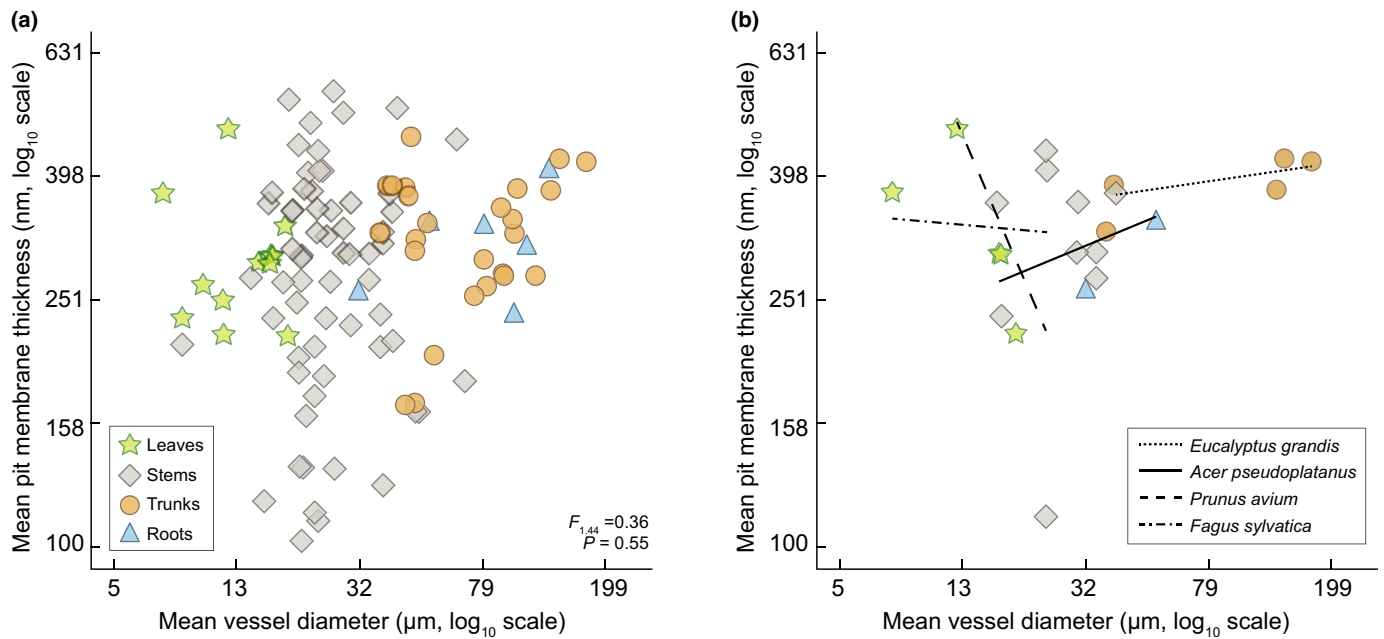 (a)
Mean pit membrane thickness (nm, log10 scale)
631
398
251
158
100
Leaves
Stems
Trunks
Roots
F1.44 =0.36
P = 0.55
5 13 32 79 199
Mean vessel diameter (µm, log10 scale)
(b)
Mean pit membrane thickness (nm, log10 scale)
631
398
251
158
100
Eucalyptus grandis
Acer pseudoplatanus
Prunus avium
Fagus sylvatica
5 13 32 79 199
Mean vessel diameter (µm, log10 scale)